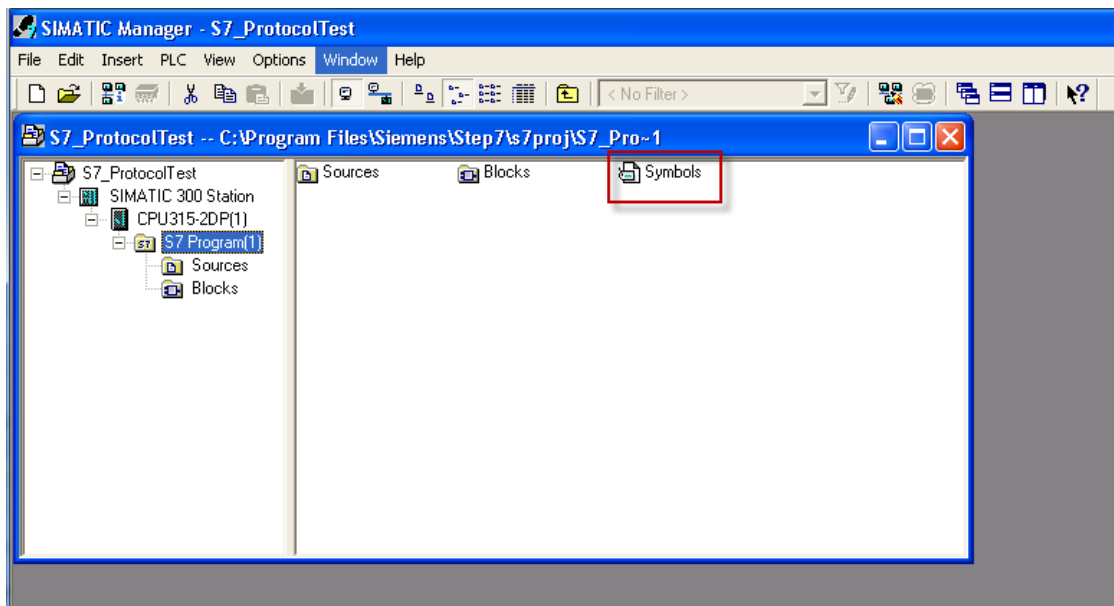 SIMATIC Manager - S7_ProtocolTest
File Edit Insert PLC View Options Window Help
< No Filter >
S7_ProtocolTest -- C:\Program Files\Siemens\Step7\s7proj\S7_Pro~1
S7_ProtocolTest
SIMATIC 300 Station
CPU315-2DP(1)
S7 Program(1)
Sources
Blocks
Sources Blocks Symbols